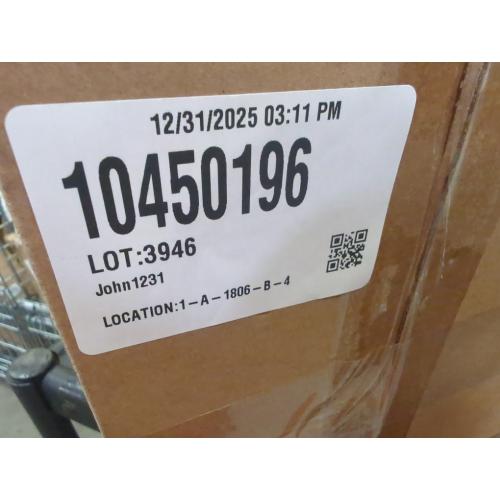 12/31/2025 03:11 PM
10450196
LOT:3946
John1231
LOCATION:1-A-1806-B-4